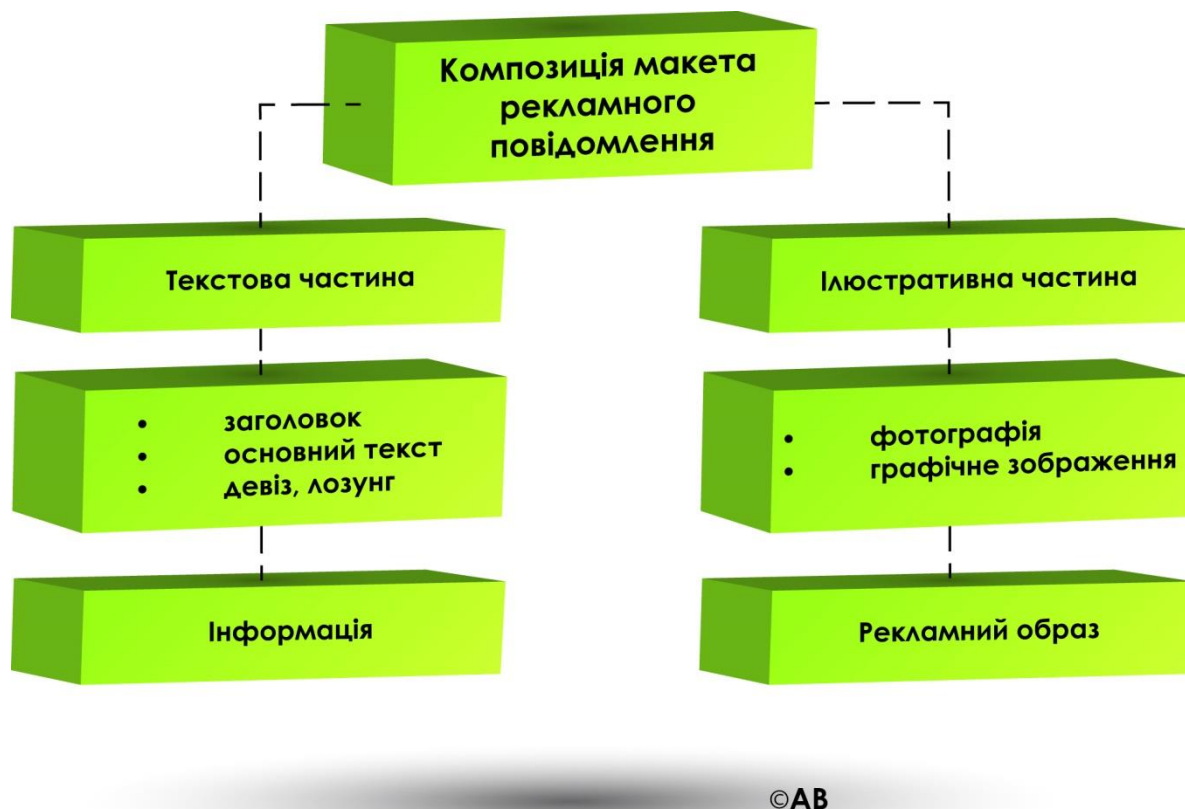 Композиція макета
рекламного
повідомлення
Текстова частина
Ілюстративна частина
• заголовок
• основний текст
• девіз, лозунг
• фотографія
• графічне зображення
Інформація
Рекламний образ
©АВ